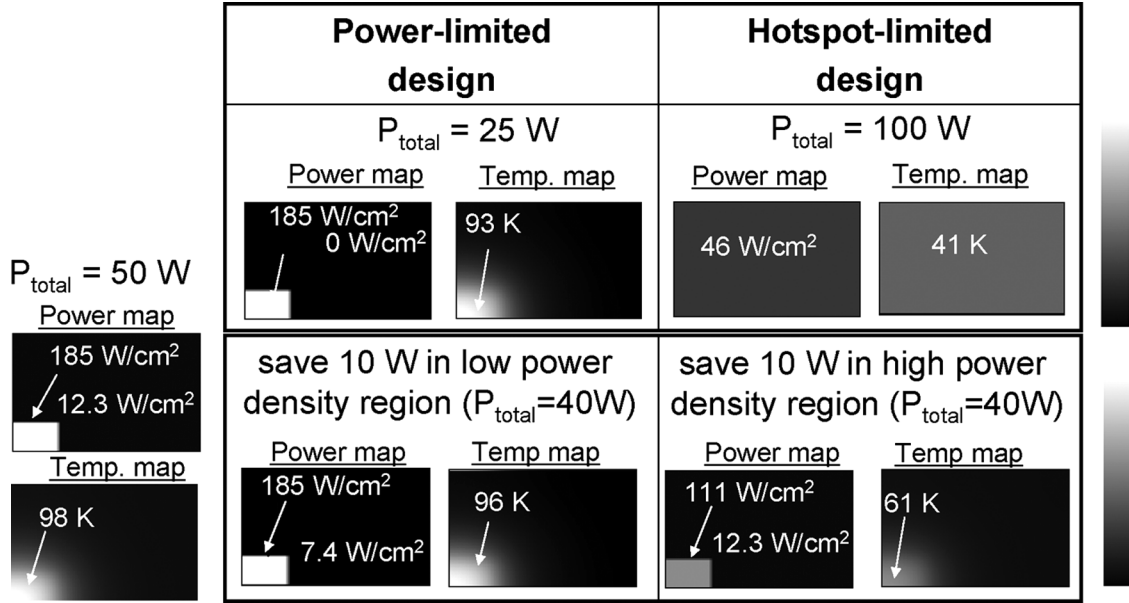 P_total = 50 W
Power map
185 W/cm²
12.3 W/cm²
Temp. map
98 K
Power-limited
design
Hotspot-limited
design
P_total = 25 W
Power map
Temp. map
185 W/cm²
0 W/cm²
93 K
P_total = 100 W
Power map
Temp. map
46 W/cm²
41 K
save 10 W in low power
density region (P_total=40W)
Power map
Temp map
185 W/cm²
7.4 W/cm²
96 K
save 10 W in high power
density region (P_total=40W)
Power map
Temp map
111 W/cm²
12.3 W/cm²
61 K